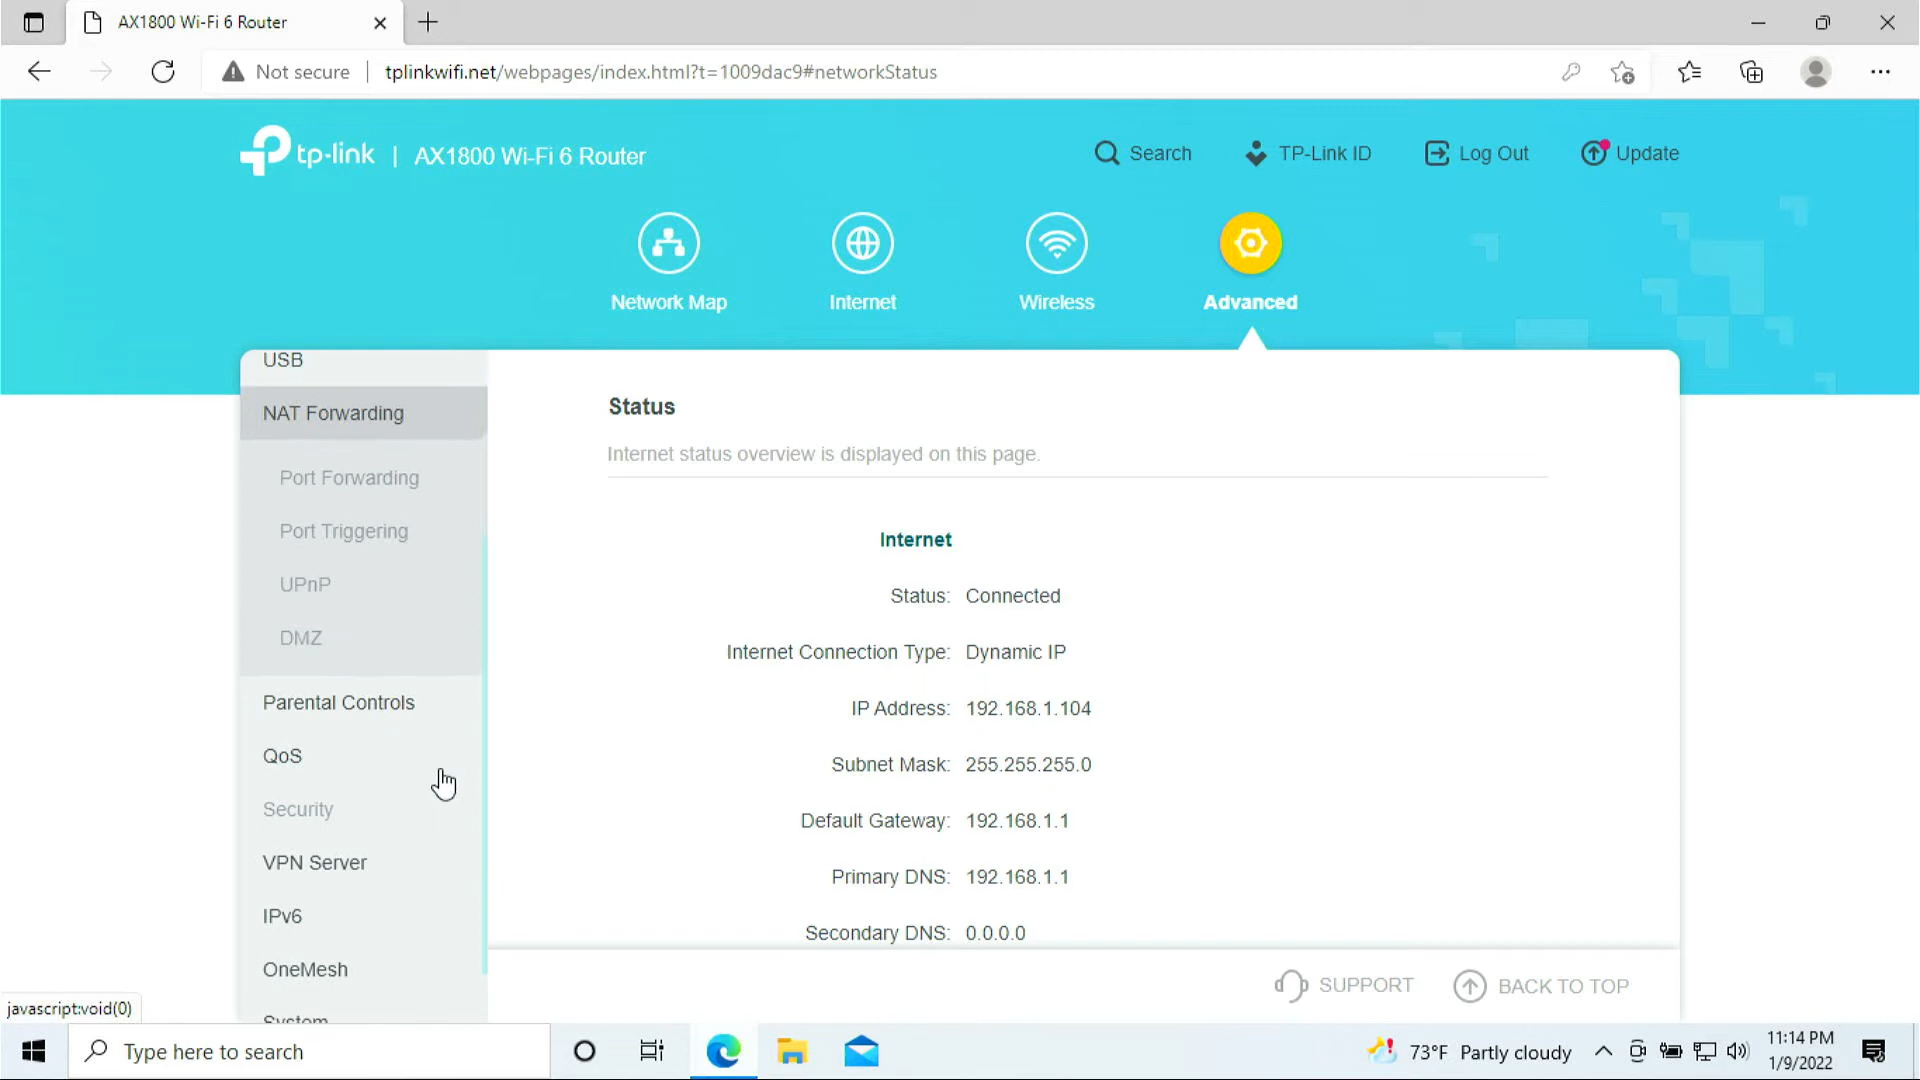 AX1800 Wi-Fi 6 Router
Not secure
tplinkwifi.net/webpages/index.html?t=1009dac9#networkStatus
tp-link | AX1800 Wi-Fi 6 Router
Search
TP-Link ID
Log Out
Update
Network Map
Internet
Wireless
Advanced
USB
NAT Forwarding
Port Forwarding
Port Triggering
UPnP
DMZ
Parental Controls
QoS
Security
VPN Server
IPv6
OneMesh
System
Status
Internet status overview is displayed on this page.
Internet
Status: Connected
Internet Connection Type: Dynamic IP
IP Address: 192.168.1.104
Subnet Mask: 255.255.255.0
Default Gateway: 192.168.1.1
Primary DNS: 192.168.1.1
Secondary DNS: 0.0.0.0
SUPPORT
BACK TO TOP
javascript:void(0)
Type here to search
73°F Partly cloudy
11:14 PM
1/9/2022